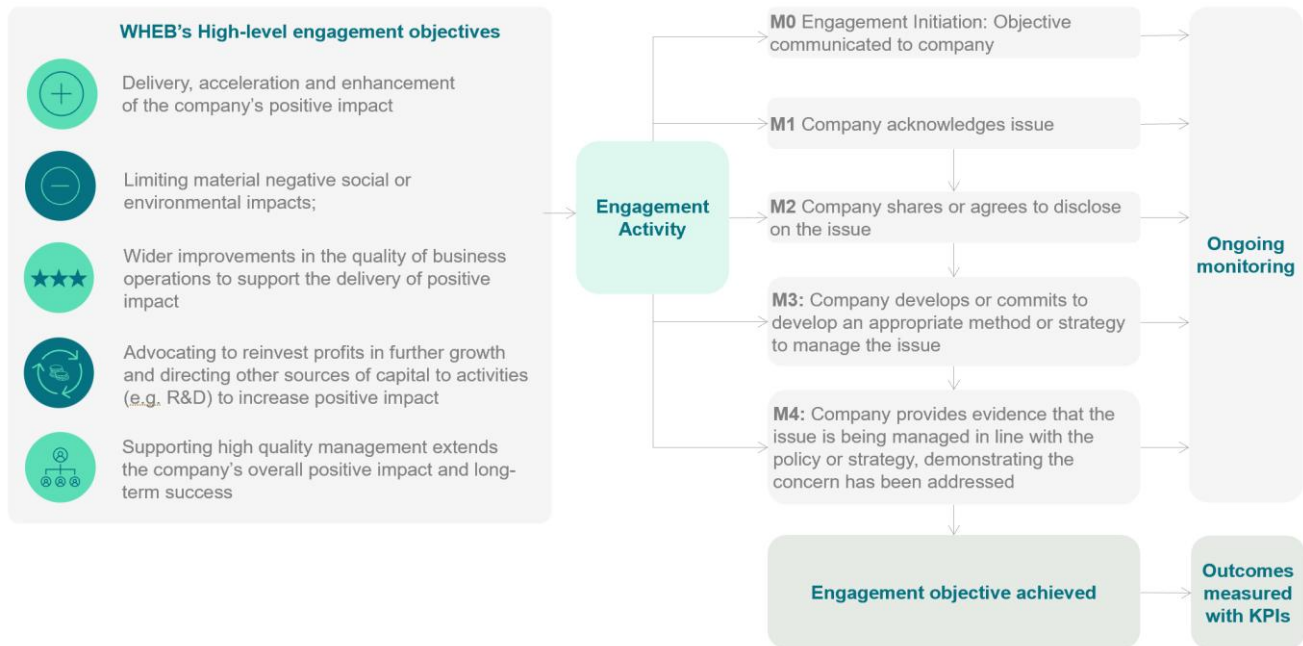 WHEB's High-level engagement objectives
Delivery, acceleration and enhancement
of the company's positive impact
Limiting material negative social or
environmental impacts;
Wider improvements in the quality of business
operations to support the delivery of positive
impact
Advocating to reinvest profits in further growth
and directing other sources of capital to activities
(e.g. R&D) to increase positive impact
Supporting high quality management extends
the company's overall positive impact and long-
term success
Engagement
Activity
M0 Engagement Initiation: Objective
communicated to company
M1 Company acknowledges issue
M2 Company shares or agrees to disclose
on the issue
M3: Company develops or commits to
develop an appropriate method or strategy
to manage the issue
M4: Company provides evidence that the
issue is being managed in line with the
policy or strategy, demonstrating the
concern has been addressed
Ongoing
monitoring
Engagement objective achieved
Outcomes
measured
with KPIs